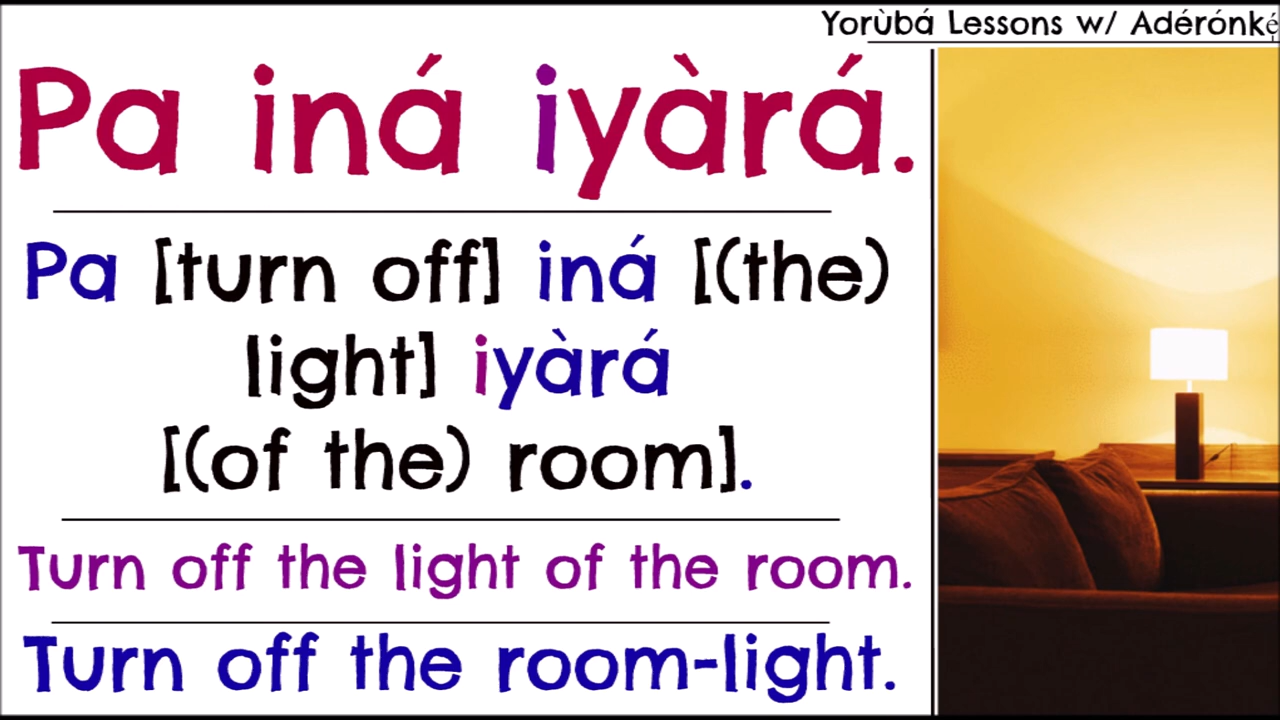 Yorùbá Lessons w/ Adérónkẹ́
Pa iná iyàrá.
Pa [turn off] iná [(the)
light] iyàrá
[(of the) room].
Turn off the light of the room.
Turn off the room-light.